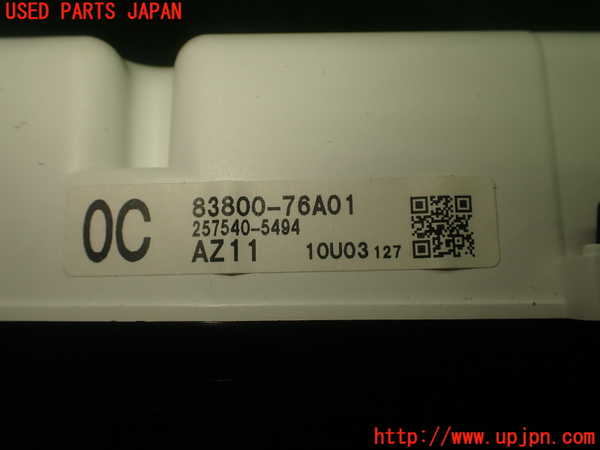 USED PARTS JAPAN
0C
83800-76A01
257540-5494
AZ11
10U03 127
http://www.upjpn.com/